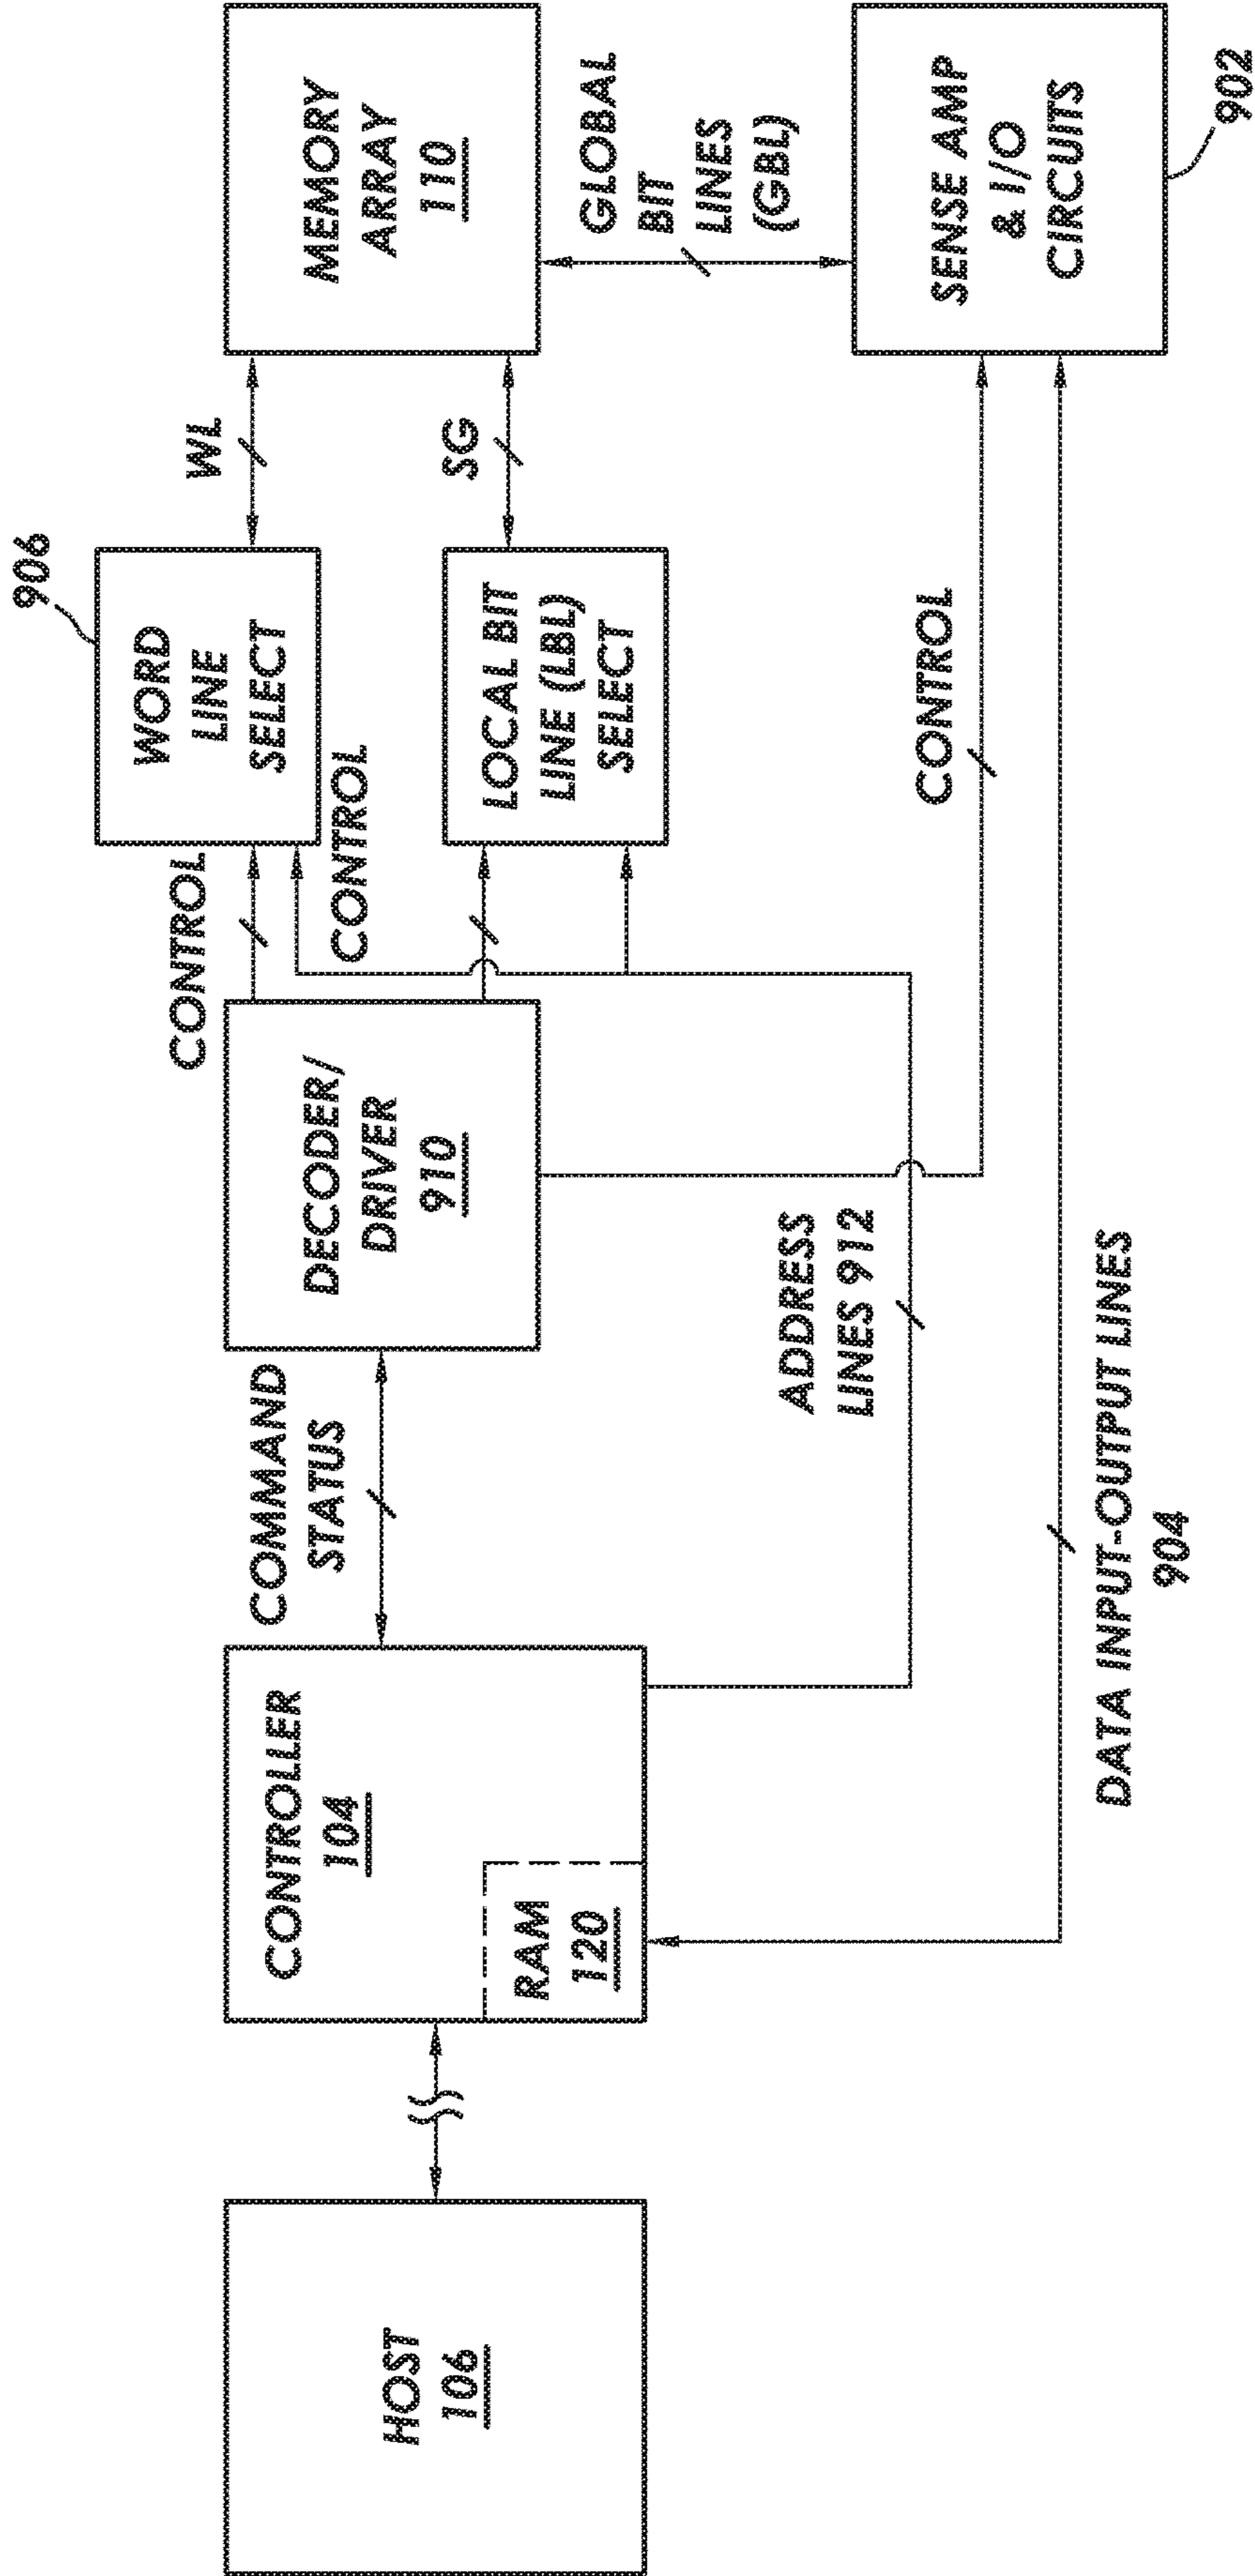 HOST
106
CONTROLLER
104
RAM
120
COMMAND
STATUS
DECODER/
DRIVER
910
CONTROL
CONTROL
906
WORD
LINE
SELECT
LOCAL BIT
LINE (LBL)
SELECT
WL
SG
MEMORY
ARRAY
110
GLOBAL
BIT
LINES
(GBL)
SENSE AMP
& I/O
CIRCUITS
902
CONTROL
ADDRESS
LINES 912
DATA INPUT-OUTPUT LINES
904